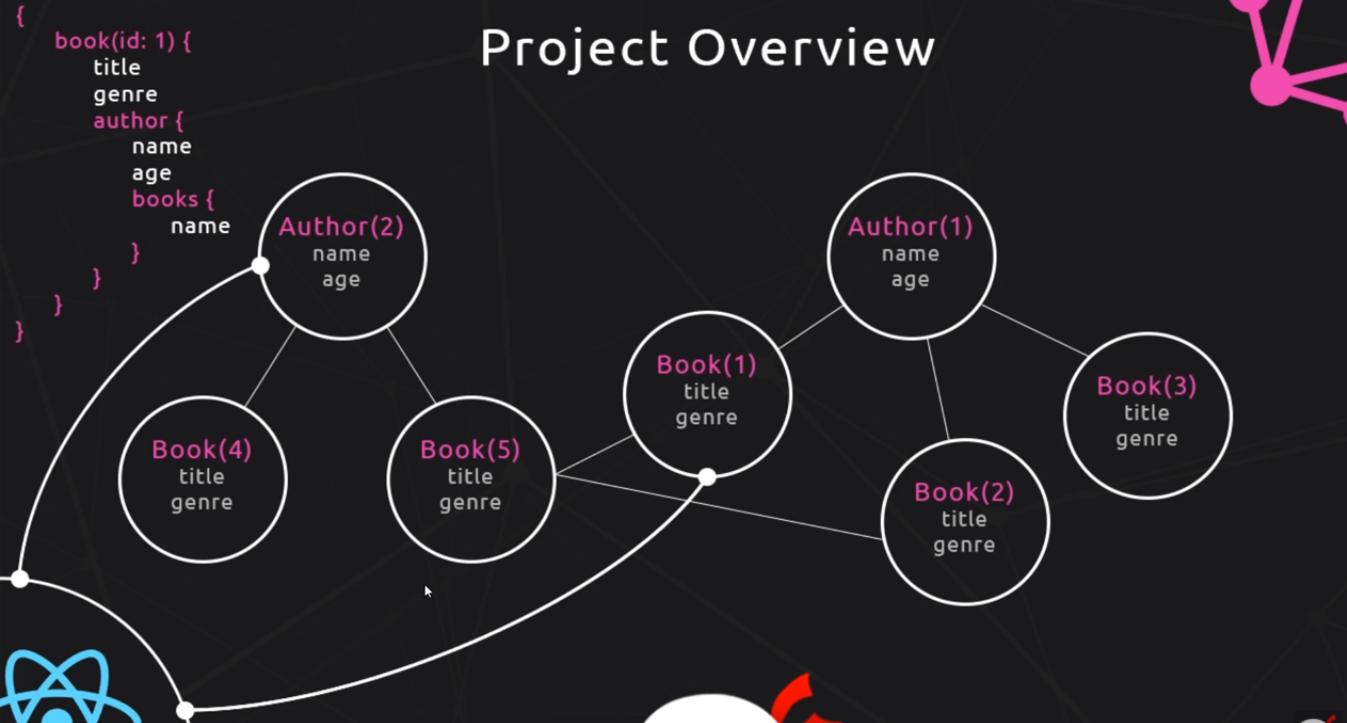 Project Overview
{
book(id: 1) {
title
genre
author {
name
age
books {
name
}
}
}
}
Author(2)
name
age
Author(1)
name
age
Book(1)
title
genre
Book(3)
title
genre
Book(4)
title
genre
Book(5)
title
genre
Book(2)
title
genre